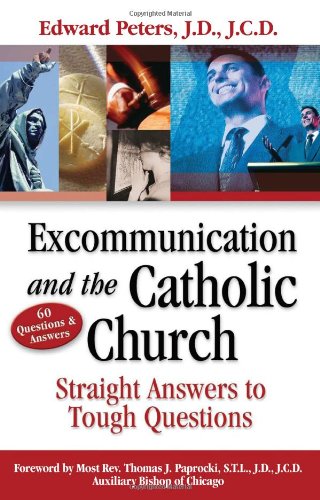 Edward Peters, J.D., J.C.D.
Excommunication
and the Catholic
Church
60
Questions &
Answers
Straight Answers to
Tough Questions
Foreword by Most Rev. Thomas J. Paprocki, S.T.L., J.D., J.C.D.
Auxiliary Bishop of Chicago